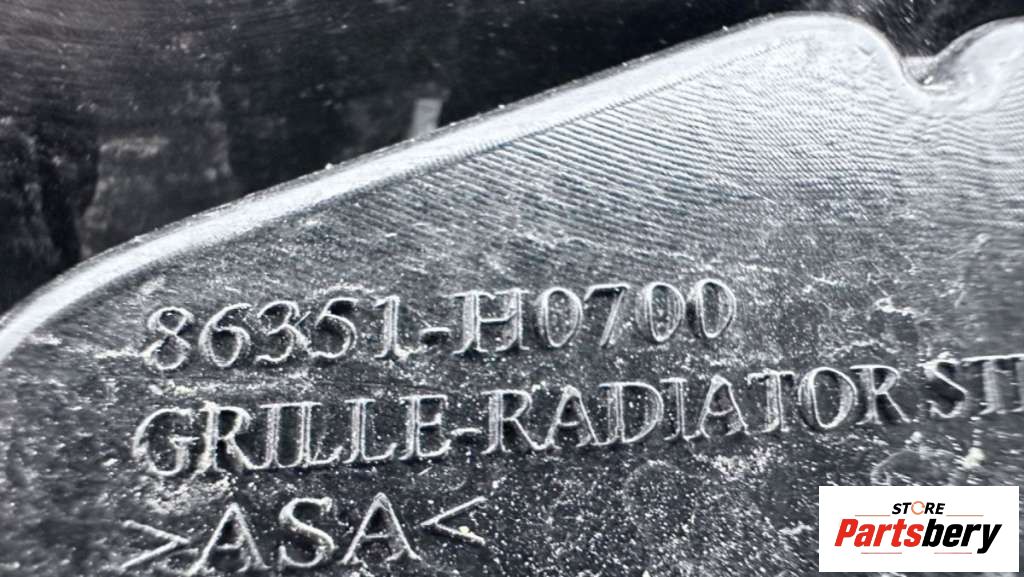 86351-H0700
GRILLE-RADIATOR
>ASA<
STORE
Partsbery